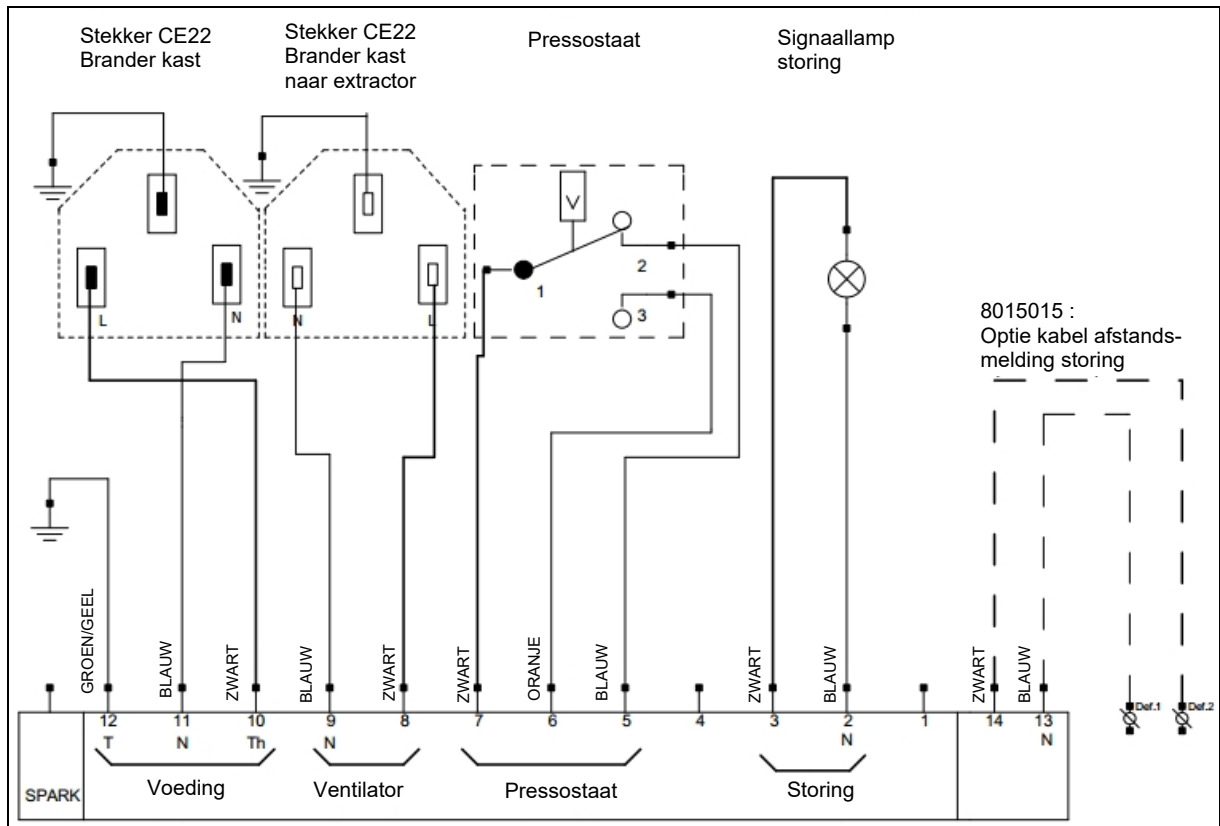 Stekker CE22
Brander kast
Stekker CE22
Brander kast
naar extractor
Pressostaat
Signaallamp
storing
V
L
N
N
L
1
2
3
8015015 :
Optie kabel afstands-
melding storing
GROEN/GEEL
BLAUW
ZWART
BLAUW
ZWART
ZWART
ORANJE
BLAUW
ZWART
BLAUW
ZWART
BLAUW
Def.1
Def.2
12
11
10
9
8
7
6
5
4
3
2
1
14
13
T
N
Th
N
N
N
SPARK
Voeding
Ventilator
Pressostaat
Storing